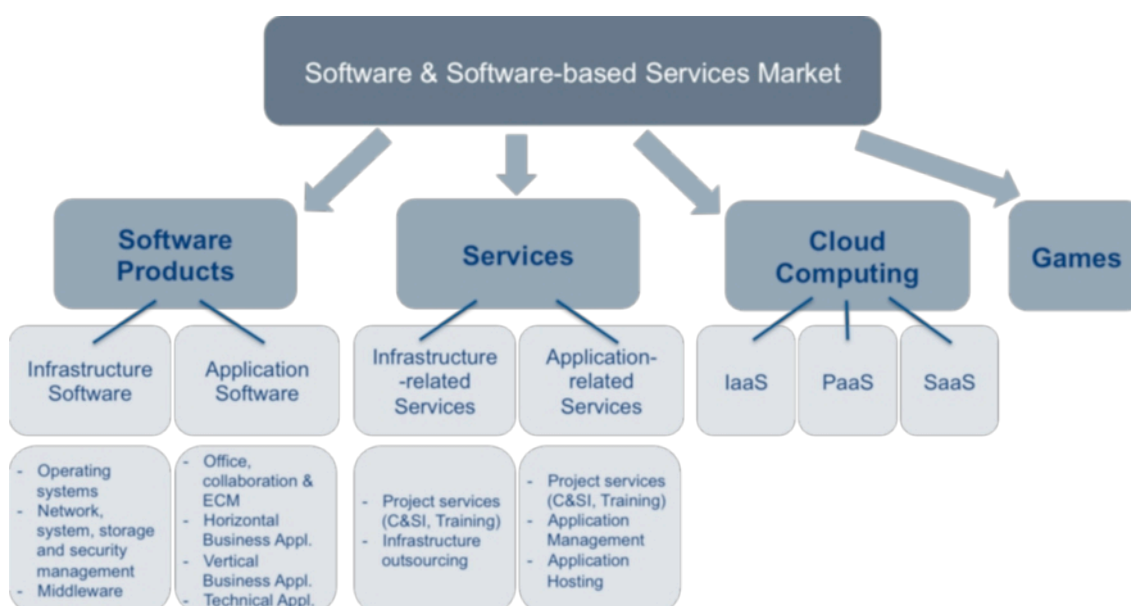 Software & Software-based Services Market
Software
Products
Services
Cloud
Computing
Games
Infrastructure
Software
Application
Software
Infrastructure
-related
Services
Application-
related
Services
IaaS
PaaS
SaaS
- Operating
systems
- Network,
system, storage
and security
management
- Middleware
- Office,
collaboration &
ECM
- Horizontal
Business Appl.
- Vertical
Business Appl.
- Technical Appl.
- Project services
(C&SI, Training)
- Infrastructure
outsourcing
- Project services
(C&SI, Training)
- Application
Management
- Application
Hosting